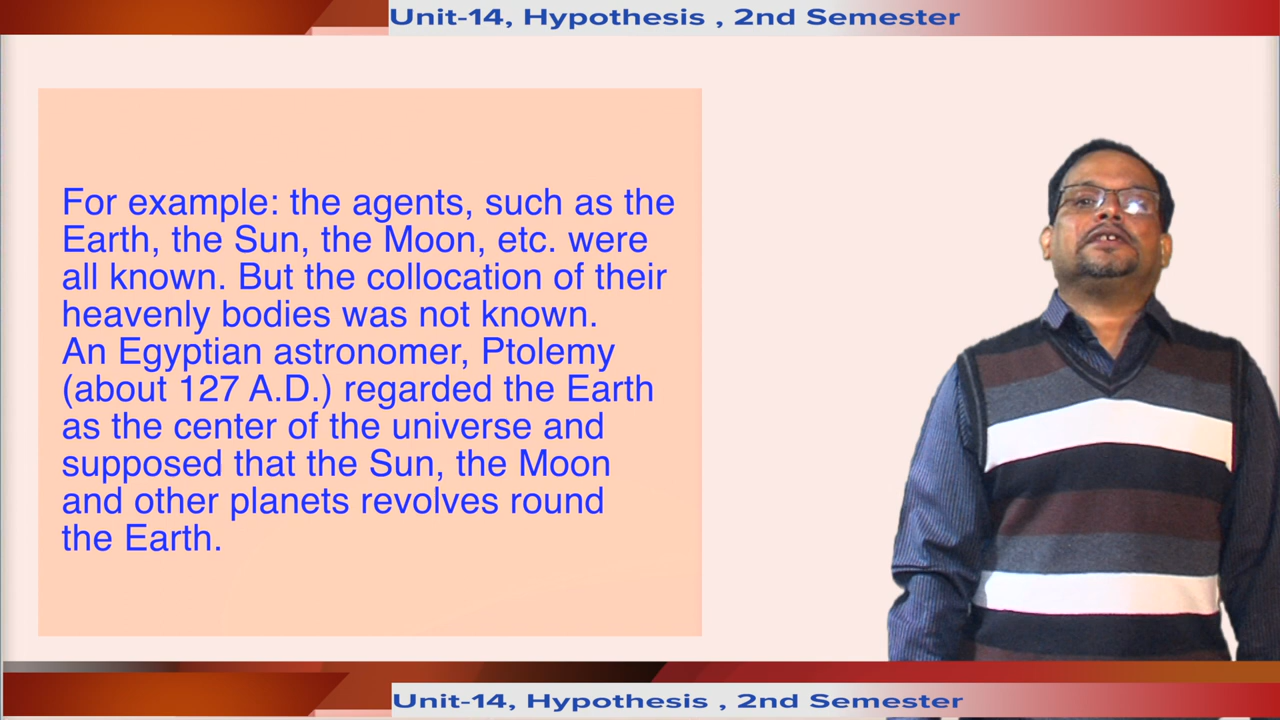 Unit-14, Hypothesis , 2nd Semester
For example: the agents, such as the
Earth, the Sun, the Moon, etc. were
all known. But the collocation of their
heavenly bodies was not known.
An Egyptian astronomer, Ptolemy
(about 127 A.D.) regarded the Earth
as the center of the universe and
supposed that the Sun, the Moon
and other planets revolves round
the Earth.
Unit-14, Hypothesis , 2nd Semester